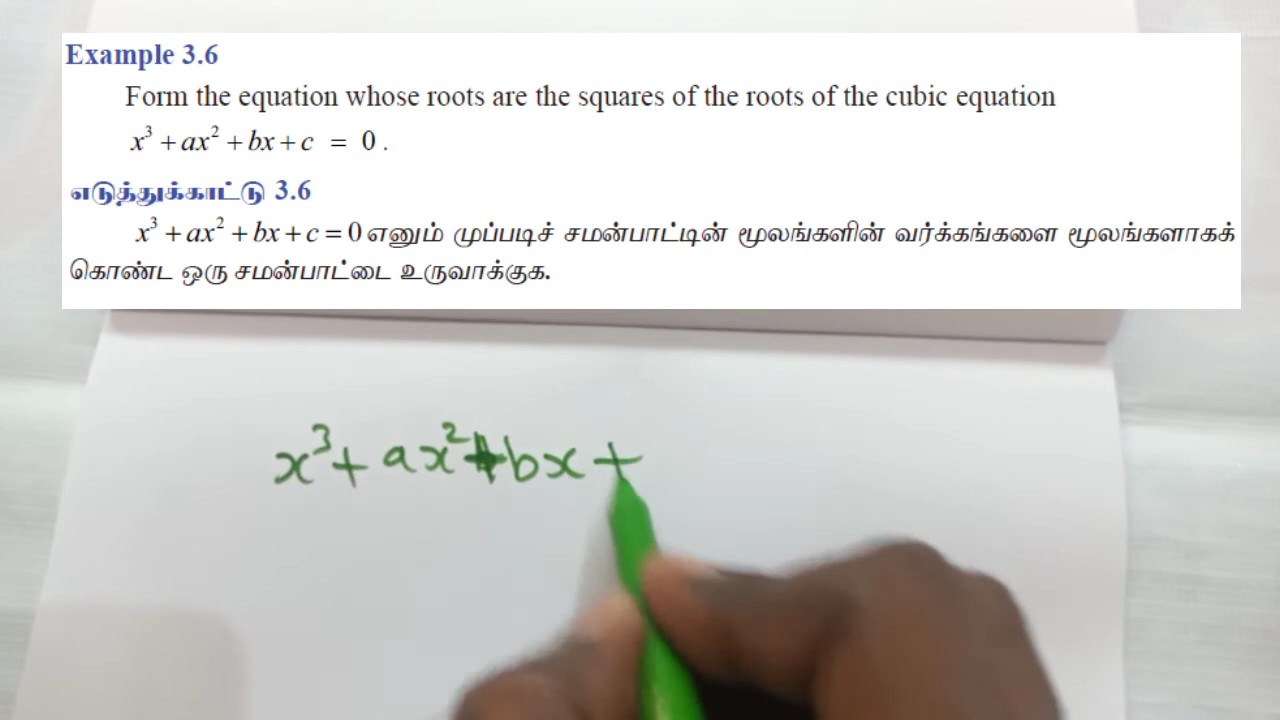 Example 3.6
Form the equation whose roots are the squares of the roots of the cubic equation
x³ + ax² + bx + c = 0 .
எடுத்துக்காட்டு 3.6
x³ + ax² + bx + c = 0 எனும் முப்படிச் சமன்பாட்டின் மூலங்களின் வர்க்கங்களை மூலங்களாகக்
கொண்ட ஒரு சமன்பாட்டை உருவாக்குக.
x³ + ax² + bx +